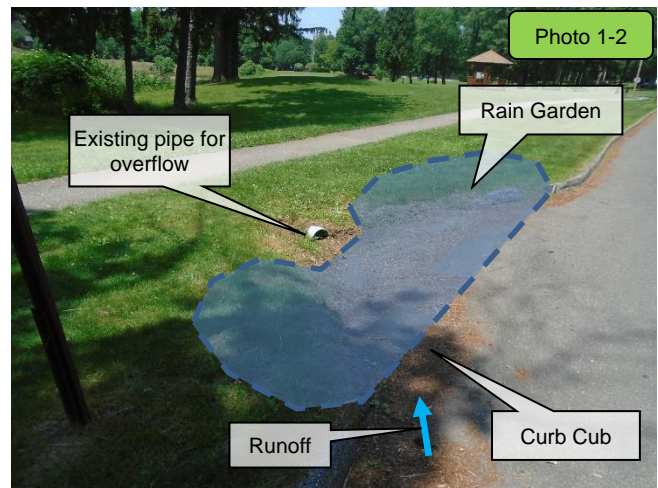 Photo 1-2
Rain Garden
Existing pipe for
overflow
Runoff
Curb Cub